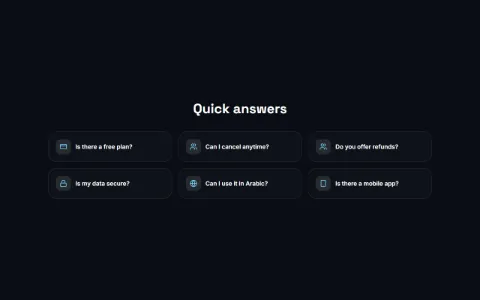 Quick answers
Is there a free plan?
Can I cancel anytime?
Do you offer refunds?
Is my data secure?
Can I use it in Arabic?
Is there a mobile app?